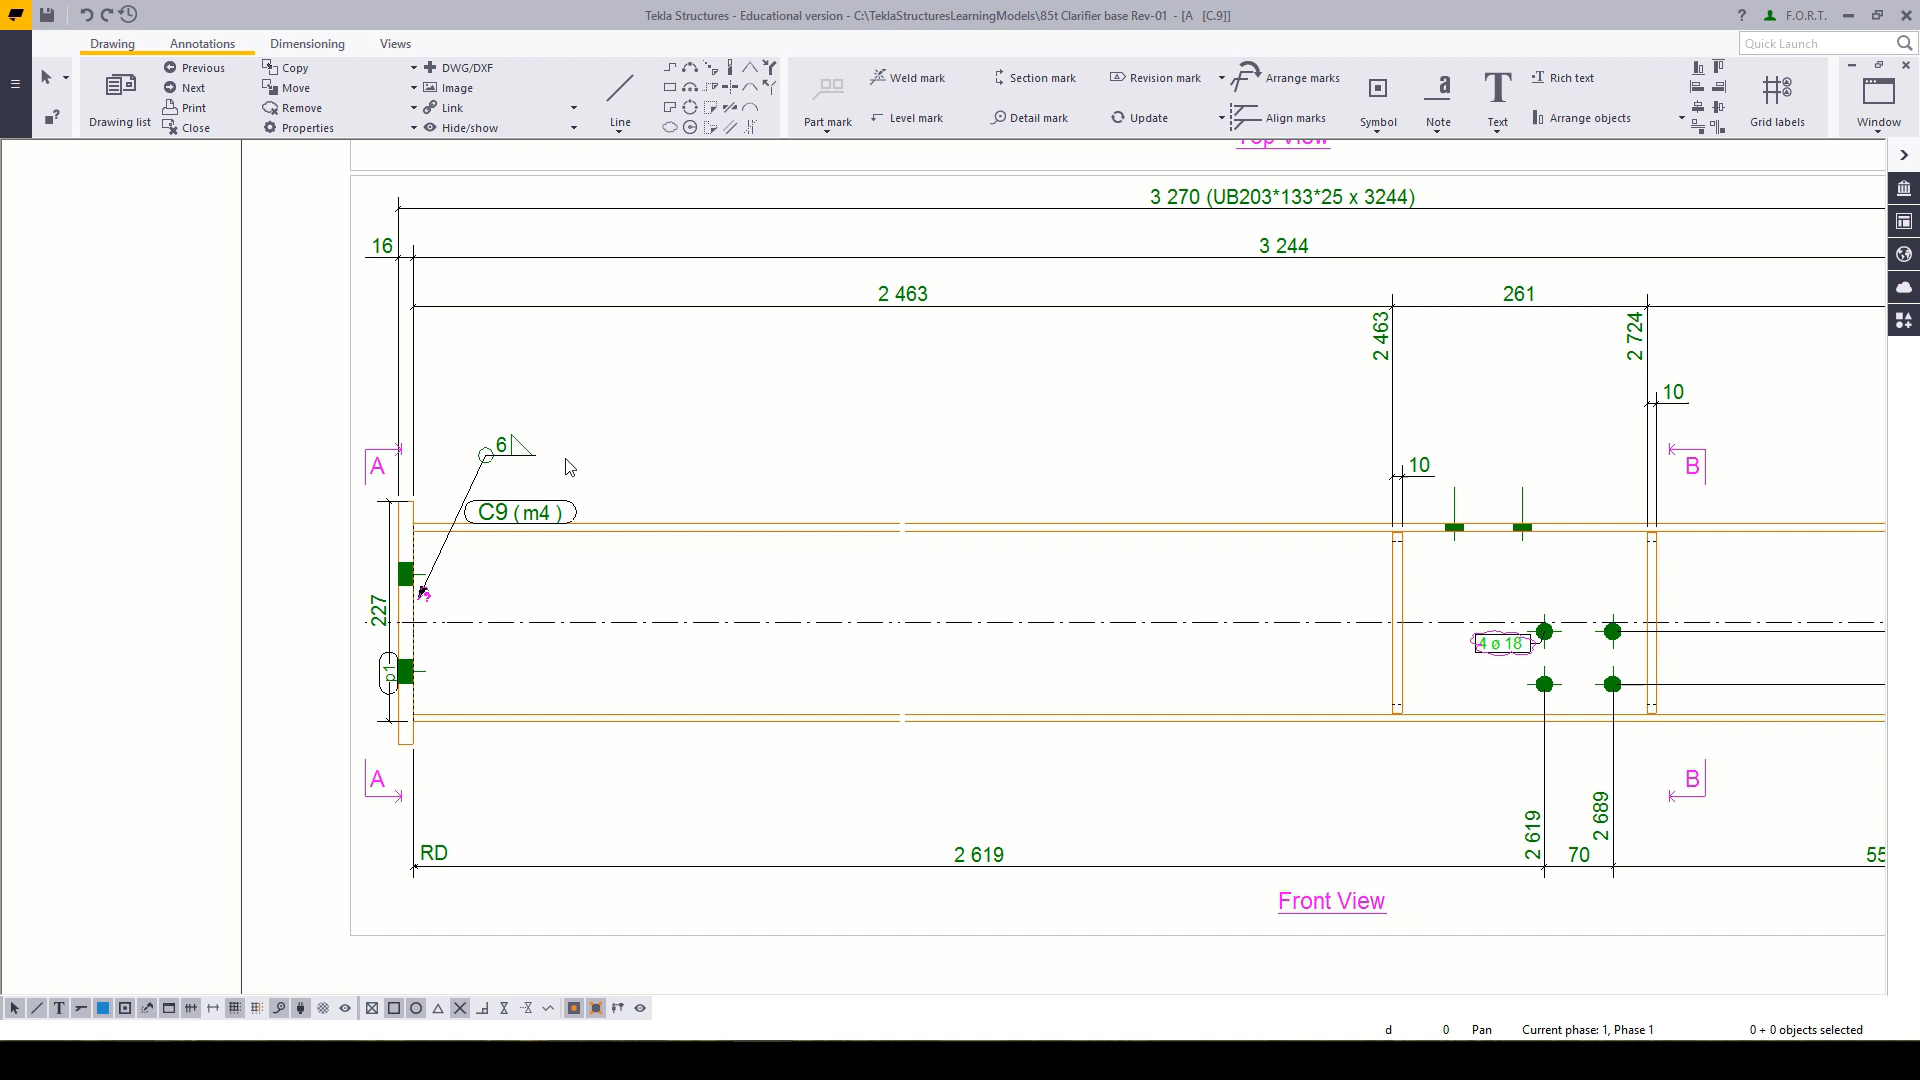 Tekla Structures - Educational version - C:\TeklaStructuresLearningModels\85t Clarifier base Rev-01 - [A [C.9]]
? F.O.R.T.
Drawing Annotations Dimensioning Views
Quick Launch
Drawing list
Previous
Next
Print
Close
Copy
Move
Remove
Properties
DWG/DXF
Image
Link
Hide/show
Line
Part mark
Weld mark
Level mark
Section mark
Detail mark
Revision mark
Update
Arrange marks
Align marks
Symbol
Note
Text
Rich text
Arrange objects
Grid labels
Window
Top View
3 270 (UB203*133*25 x 3244)
16
3 244
2 463
261
2 463
2 724
10
10
6
A
B
C9 (m4 )
227
p1
4 ø 18
A
B
2 619
2 689
RD
2 619
70
55
Front View
d 0 Pan Current phase: 1, Phase 1 0 + 0 objects selected